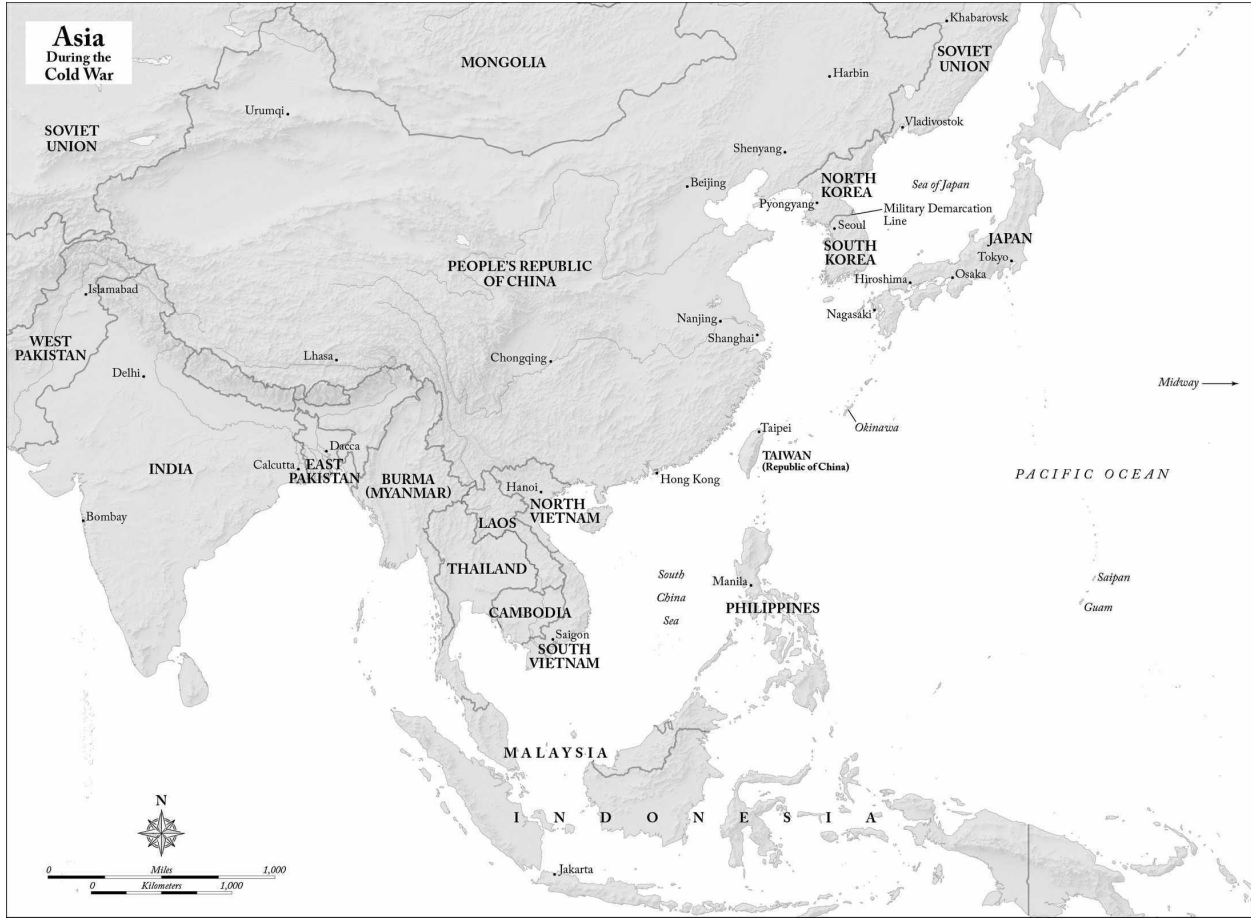 Asia
During the
Cold War
Khabarovsk
SOVIET
UNION
MONGOLIA
Harbin
Urumqi
SOVIET
UNION
Vladivostok
Shenyang
Beijing
NORTH
KOREA
Sea of Japan
Pyongyang
Military Demarcation
Line
Seoul
SOUTH
KOREA
JAPAN
Tokyo
PEOPLE'S REPUBLIC
OF CHINA
Hiroshima
Osaka
Islamabad
Nagasaki
Nanjing
Shanghai
WEST
PAKISTAN
Lhasa
Chongqing
Delhi
Midway
Okinawa
Taipei
TAIWAN
(Republic of China)
Dacca
INDIA
Calcutta
EAST
PAKISTAN
BURMA
(MYANMAR)
Hong Kong
PACIFIC OCEAN
Hanoi
NORTH
VIETNAM
Bombay
LAOS
THAILAND
South
China
Sea
Manila
PHILIPPINES
Saipan
Guam
CAMBODIA
Saigon
SOUTH
VIETNAM
MALAYSIA
INDONESIA
N
0 Miles 1,000
0 Kilometers 1,000
Jakarta